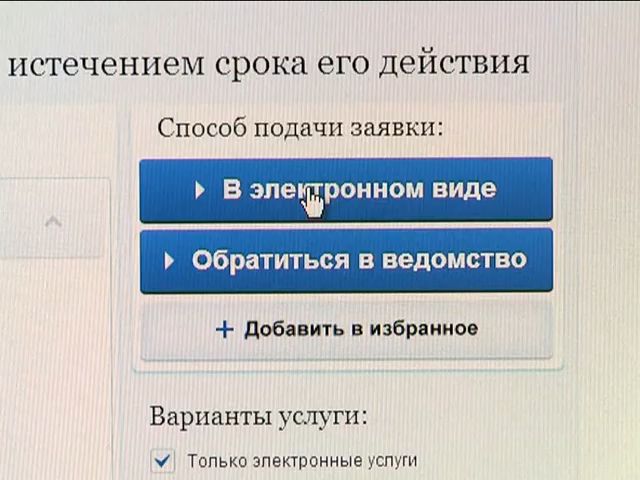 истечением срока его действия
Способ подачи заявки:
В электронном виде
Обратиться в ведомство
+ Добавить в избранное
Варианты услуги:
Только электронные услуги